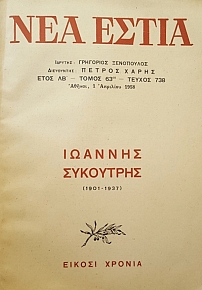 ΝΕΑ ΕΣΤΙΑ
ΙΔΡΥΤΗΣ: ΓΡΗΓΟΡΙΟΣ ΞΕΝΟΠΟΥΛΟΣ
ΔΙΕΥΘΥΝΤΗΣ: ΠΕΤΡΟΣ ΧΑΡΗΣ
ΕΤΟΣ ΛΒ′ — ΤΟΜΟΣ 63ος — ΤΕΥΧΟΣ 738
Ἀθῆναι, 1 Ἀπριλίου 1958
ΙΩΑΝΝΗΣ
ΣΥΚΟΥΤΡΗΣ
(1901-1937)
ΕΙΚΟΣΙ ΧΡΟΝΙΑ